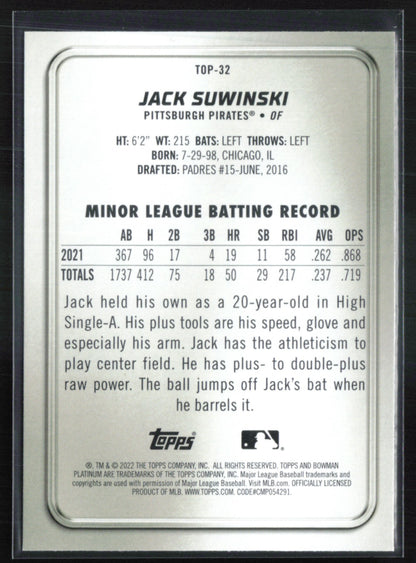 TOP-32
JACK SUWINSKI
PITTSBURGH PIRATES® • OF
HT: 6'2" WT: 215 BATS: LEFT THROWS: LEFT
BORN: 7-29-98, CHICAGO, IL
DRAFTED: PADRES #15-JUNE, 2016
MINOR LEAGUE BATTING RECORD
AB H 2B 3B HR SB RBI AVG OPS
2021 367 96 17 4 19 11 58 .262 .868
TOTALS 1737 412 75 18 50 29 217 .237 .719
Jack held his own as a 20-year-old in High
Single-A. His plus tools are his speed, glove and
especially his arm. Jack has the athleticism to
play center field. He has plus- to double-plus
raw power. The ball jumps off Jack's bat when
he barrels it.
topps
®, TM & © 2022 THE TOPPS COMPANY, INC. ALL RIGHTS RESERVED. TOPPS AND BOWMAN
PLATINUM ARE TRADEMARKS OF THE TOPPS COMPANY, INC. Major League Baseball trademarks and
copyrights are used with permission of Major League Baseball. Visit MLB.com. OFFICIALLY LICENSED
PRODUCT OF MLB. WWW.TOPPS.COM. CODE#CMP054291.